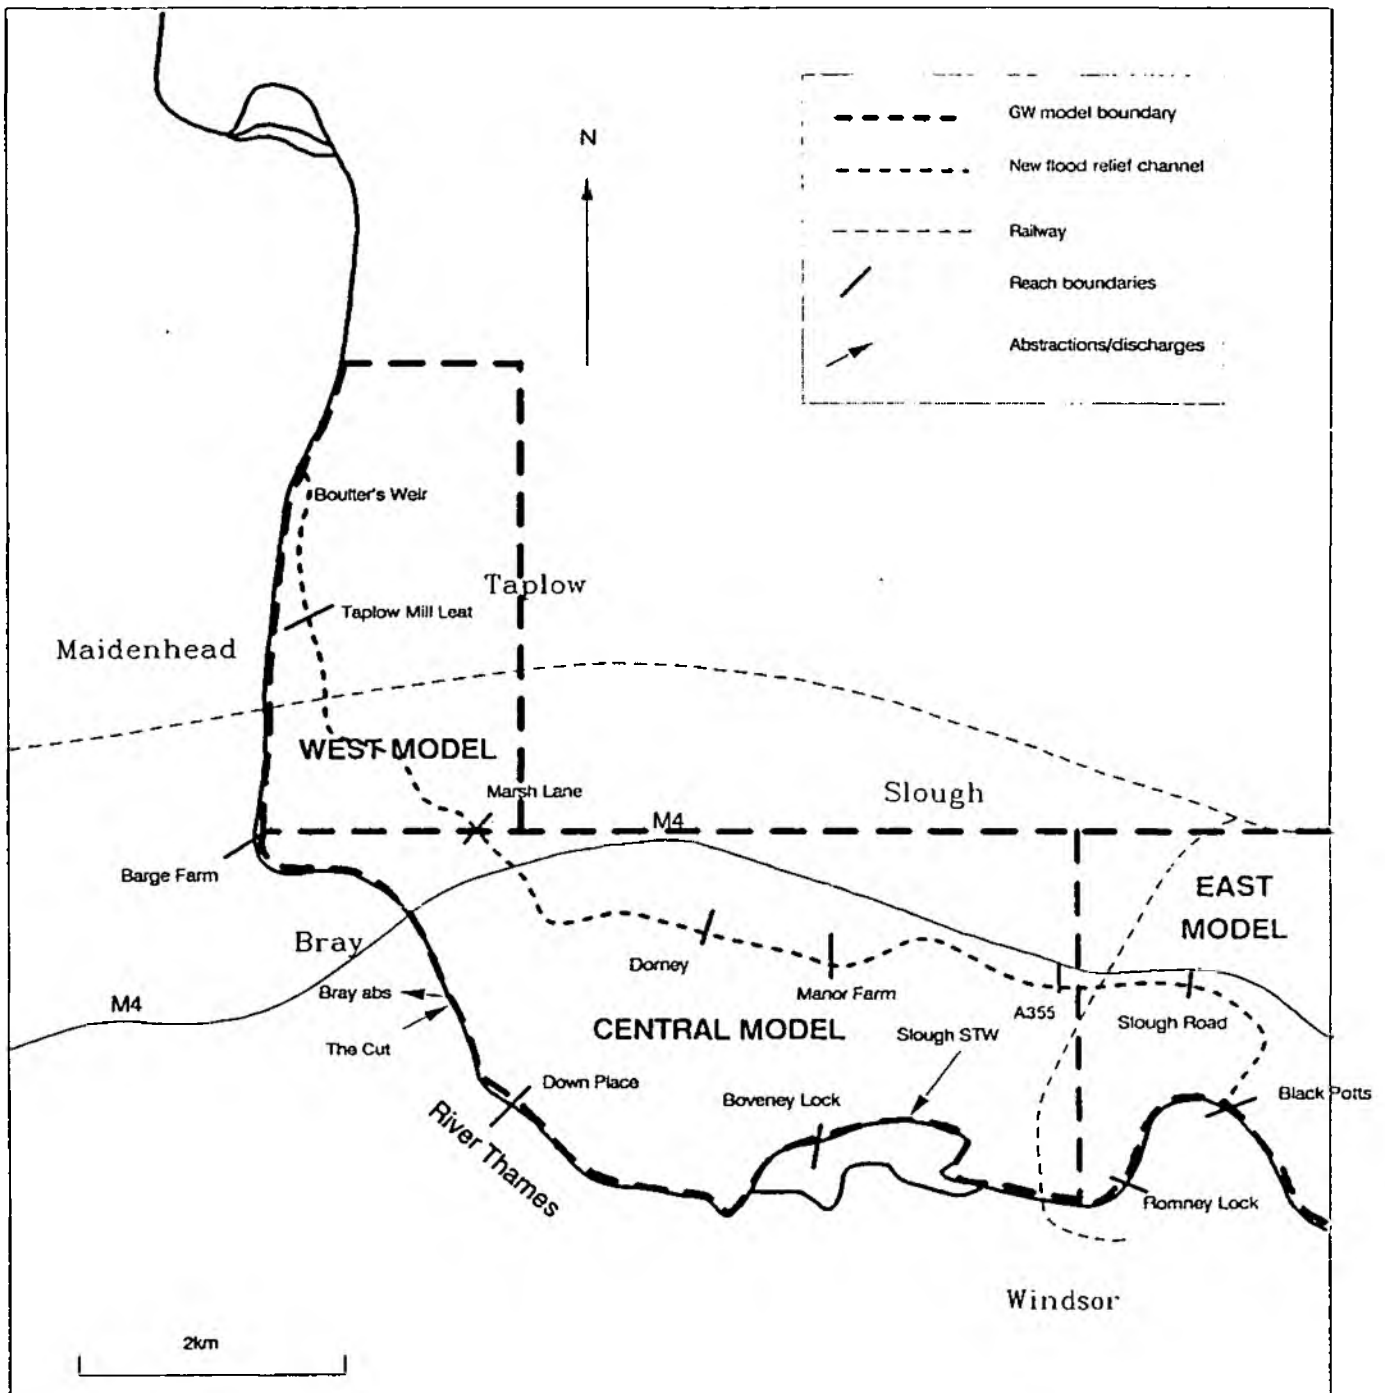 N
GW model boundary
New flood relief channel
Railway
Reach boundaries
Abstractions/discharges
Boulter's Weir
Taplow
Taplow Mill Leat
Maidenhead
WEST MODEL
Marsh Lane
Slough
M4
Barge Farm
EAST
MODEL
Bray
Dorney
Manor Farm
Bray abs
M4
A355
Slough Road
The Cut
CENTRAL MODEL
Slough STW
Down Place
Boveney Lock
Black Potts
River Thames
Romney Lock
Windsor
2km